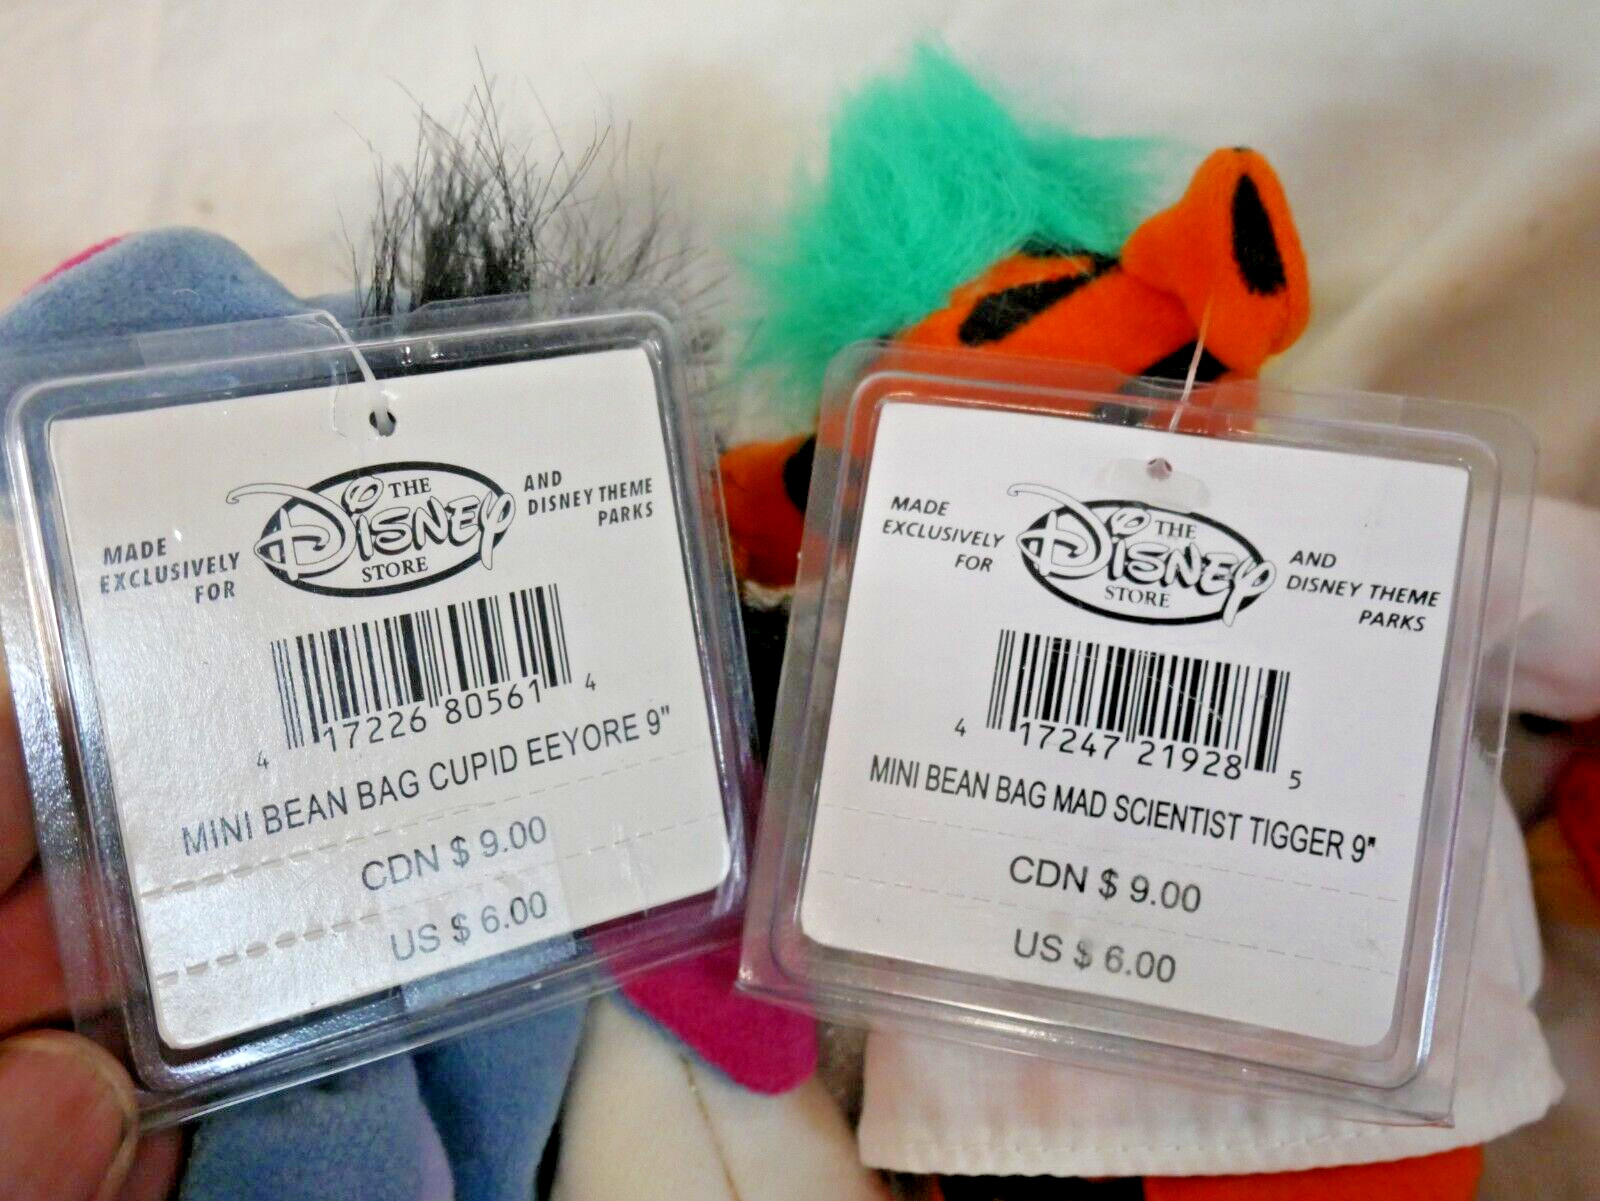 MADE
EXCLUSIVELY
FOR
THE
DISNEY
STORE
AND
DISNEY THEME
PARKS
4 17226 80561 4
MINI BEAN BAG CUPID EEYORE 9"
CDN $ 9.00
US $ 6.00
MADE
EXCLUSIVELY
FOR
THE
DISNEY
STORE
AND
DISNEY THEME
PARKS
4 17247 21928 5
MINI BEAN BAG MAD SCIENTIST TIGGER 9"
CDN $ 9.00
US $ 6.00